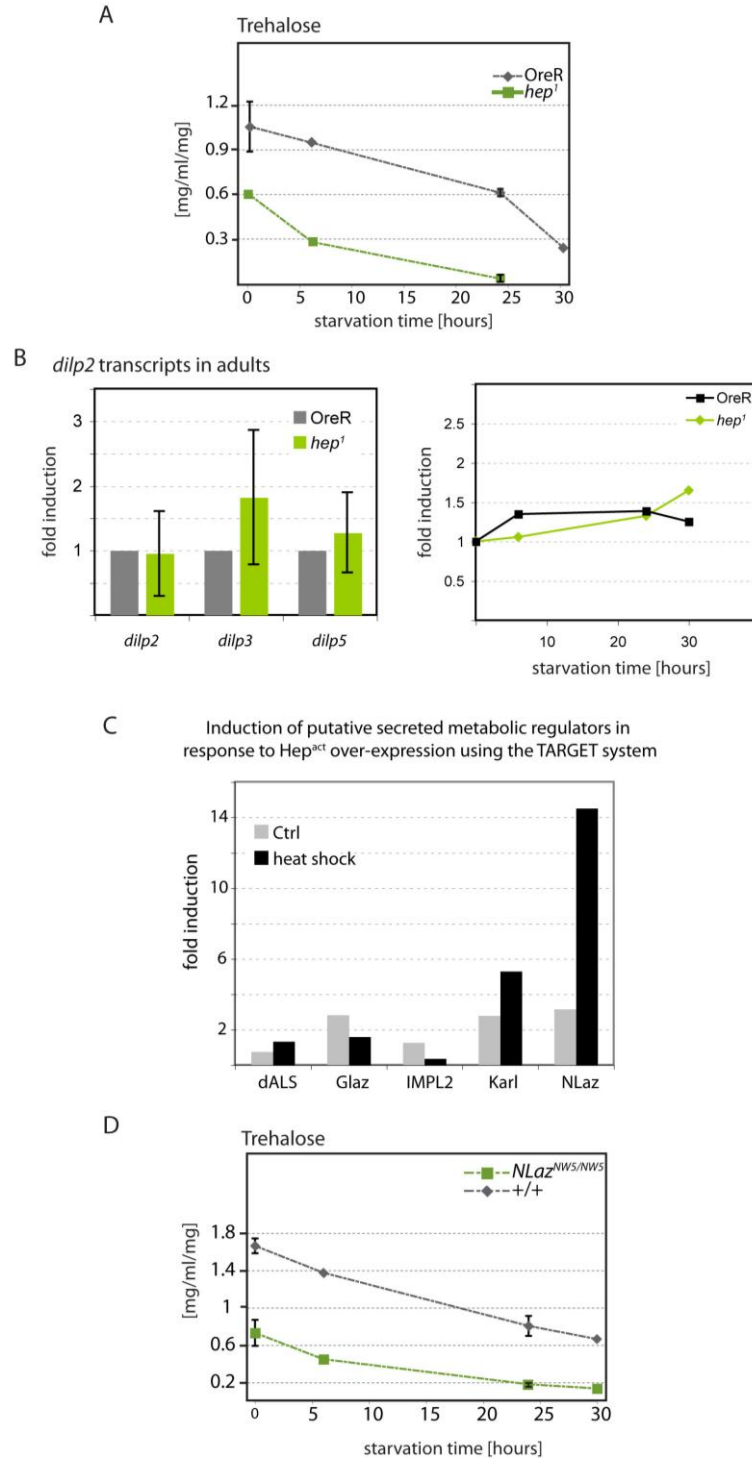 A
Trehalose
OreR
hep¹
1.2
0.9
0.6
0.3
[mg/ml/mg]
0 5 10 15 20 25 30
starvation time [hours]
B
dilp2 transcripts in adults
OreR
hep¹
3
2
1
fold induction
dilp2 dilp3 dilp5
OreR
hep¹
2.5
2
1.5
1
0.5
fold induction
10 20 30
starvation time [hours]
C
Induction of putative secreted metabolic regulators in
response to Hepᵃᶜᵗ over-expression using the TARGET system
Ctrl
heat shock
14
10
6
2
fold induction
dALS Glaz IMPL2 Karl NLaz
D
Trehalose
NLaz^NW5/NW5
+/+
1.8
1.4
1
0.6
0.2
[mg/ml/mg]
0 5 10 15 20 25 30
starvation time [hours]